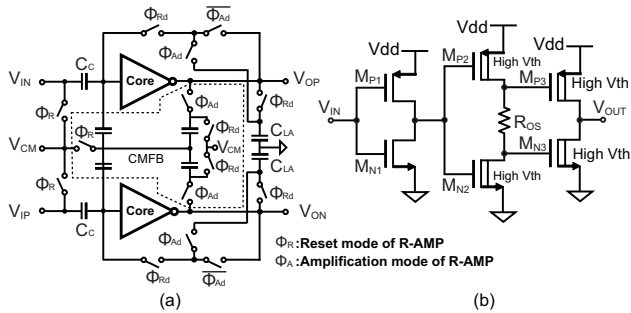 ΦRd Φ̅A̅d̅
ΦAd
CC
VIN Core VOP
ΦR ΦAd ΦRd
ΦR ΦRd
VCM CMFB VCM CLA
ΦRd CLA
ΦR ΦAd ΦRd
VIP Core VON
CC
ΦAd
ΦRd Φ̅A̅d̅
(a)
Vdd
Vdd MP2 High Vth Vdd
MP1 MP3 High Vth
VIN ROS VOUT
MN1 MN3 High Vth
MN2 High Vth
ΦR :Reset mode of R-AMP
ΦA :Amplification mode of R-AMP
(b)